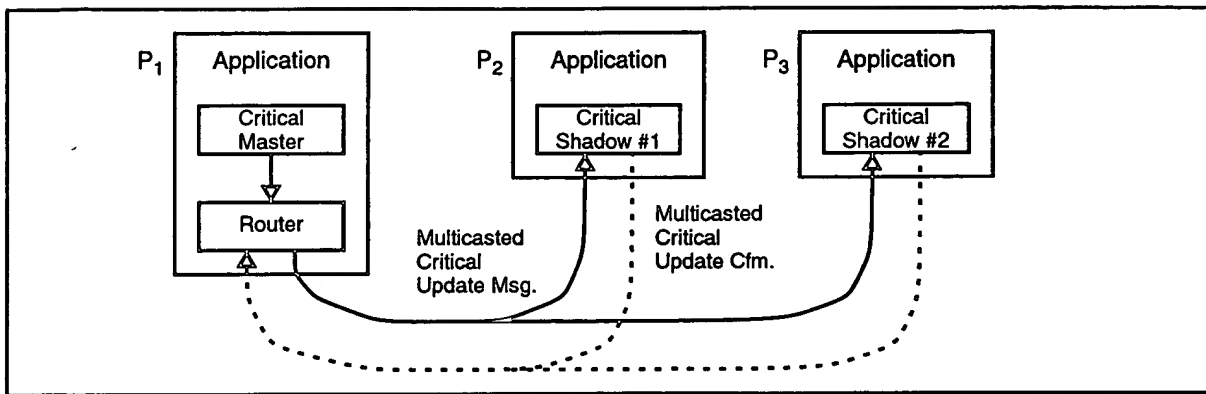 P1 Application
Critical
Master
Router
P2 Application
Critical
Shadow #1
P3 Application
Critical
Shadow #2
Multicasted
Critical
Update Msg.
Multicasted
Critical
Update Cfm.